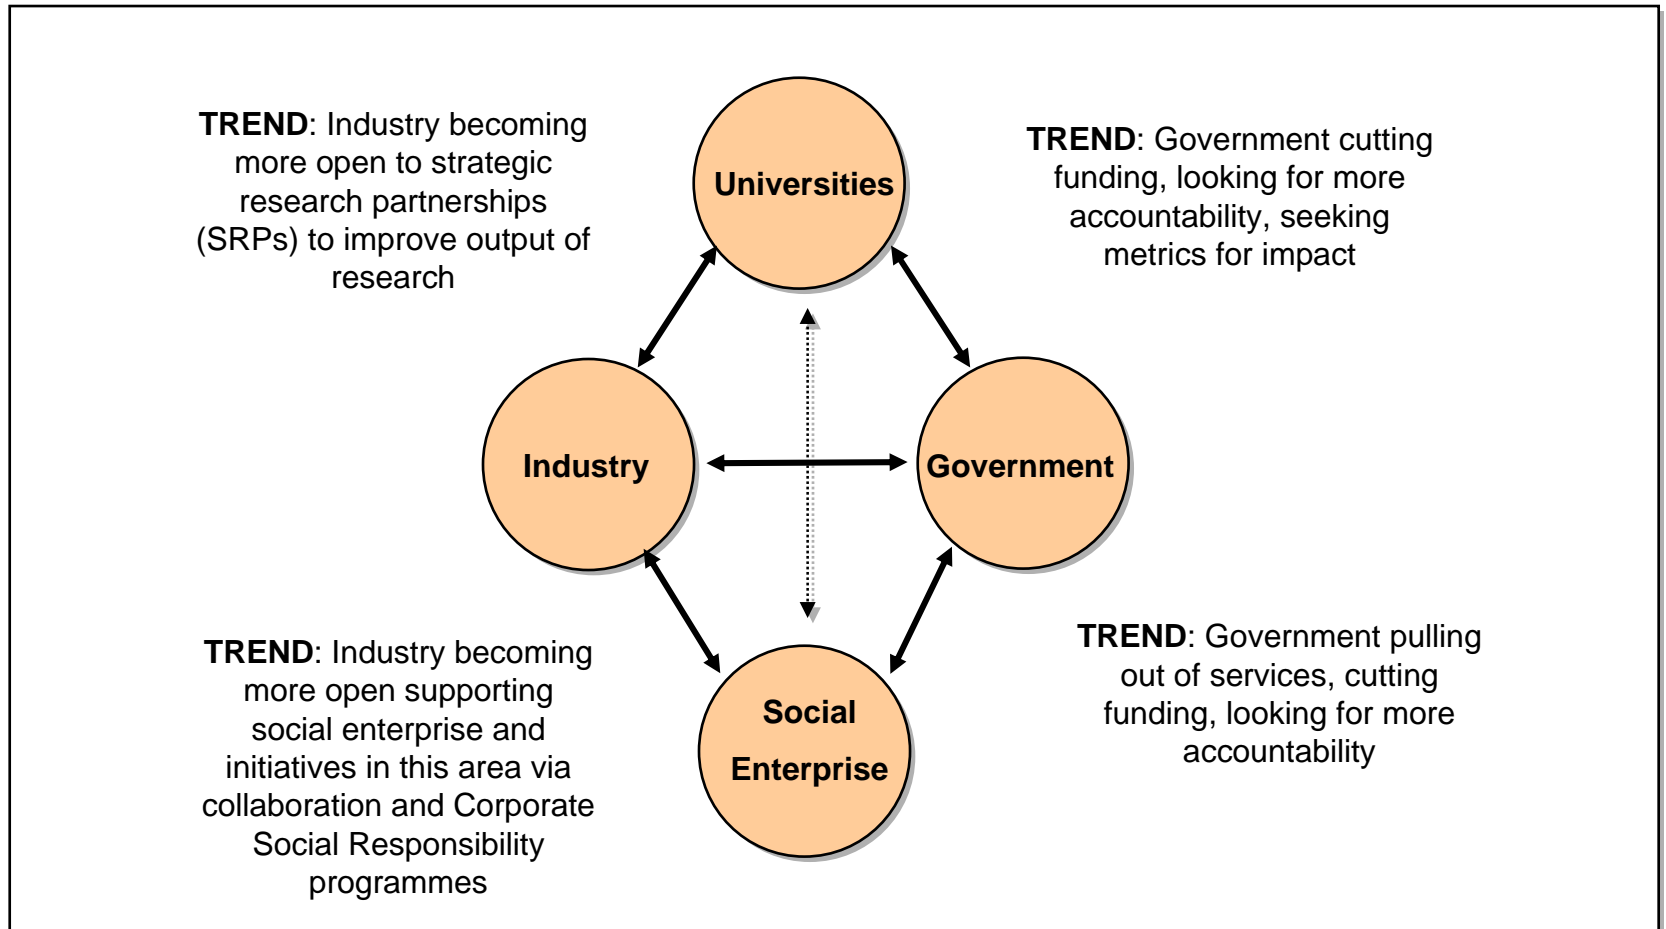 TREND: Industry becoming
more open to strategic
research partnerships
(SRPs) to improve output of
research
Universities
TREND: Government cutting
funding, looking for more
accountability, seeking
metrics for impact
Industry
Government
TREND: Industry becoming
more open supporting
social enterprise and
initiatives in this area via
collaboration and Corporate
Social Responsibility
programmes
Social
Enterprise
TREND: Government pulling
out of services, cutting
funding, looking for more
accountability